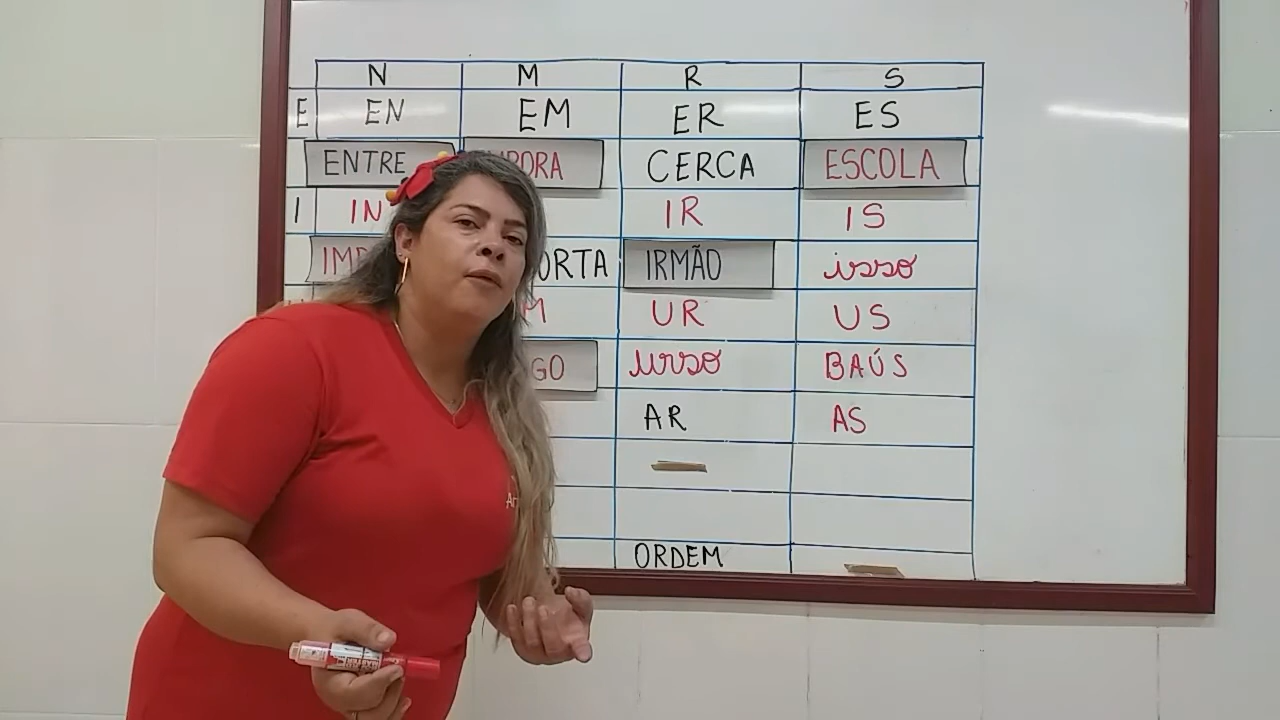 N M R S
E EN EM ER ES
ENTRE CERCA ESCOLA
I IN IR IS
IRMÃO isso
UR US
urso BAÚS
AR AS
ORDEM